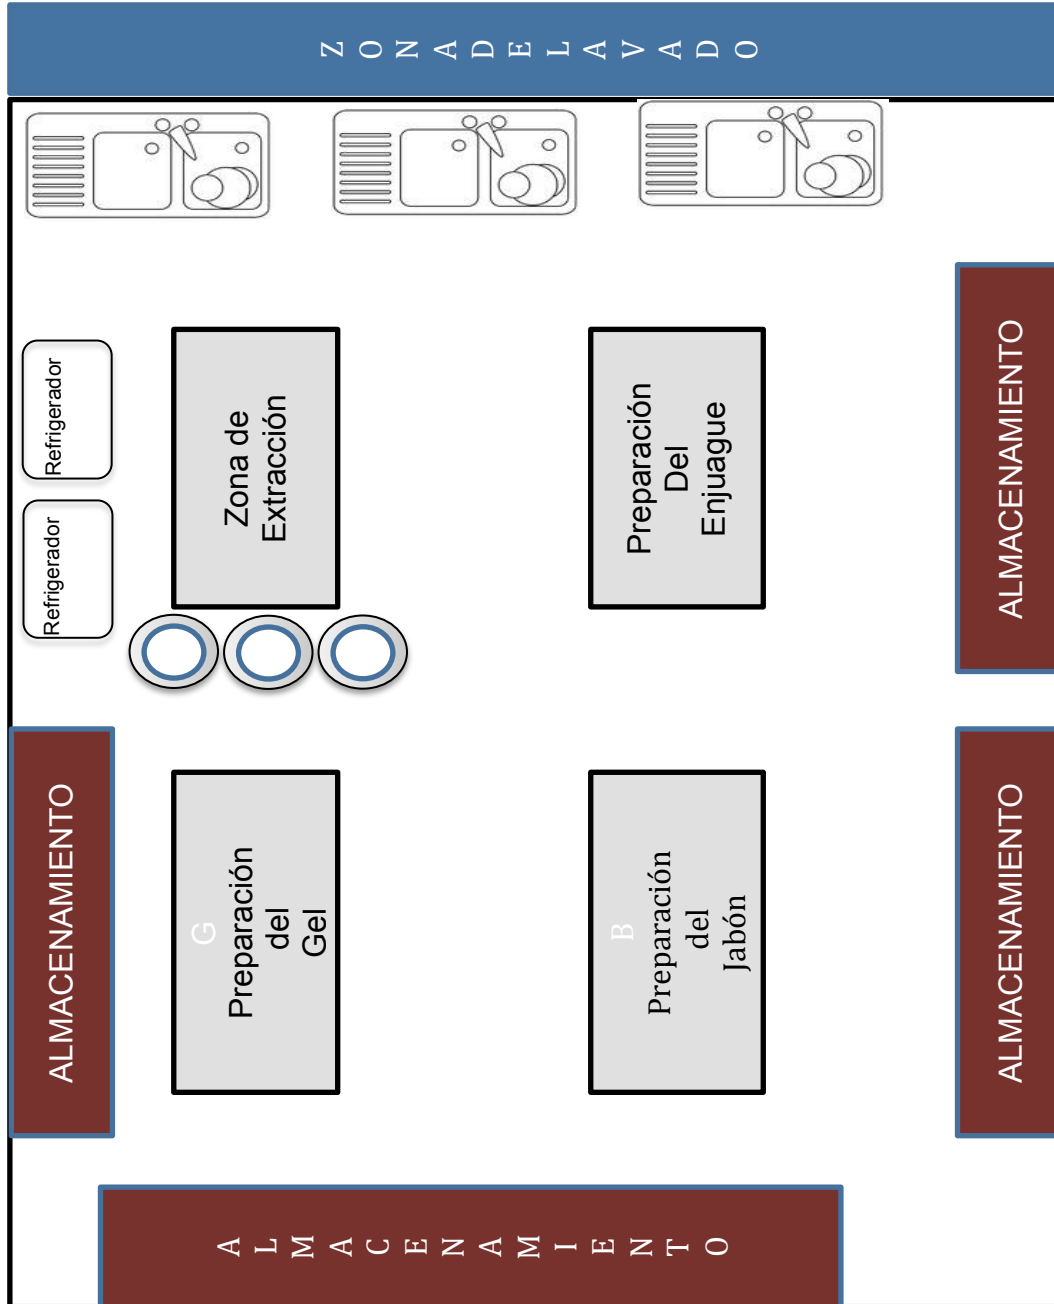 ZONA DE LAVADO
Refrigerador
Refrigerador
Zona de
Extracción
Preparación
Del
Enjuague
ALMACENAMIENTO
ALMACENAMIENTO
G
Preparación
del
Gel
B
Preparación
del
Jabón
ALMACENAMIENTO
ALMACENAMIENTO